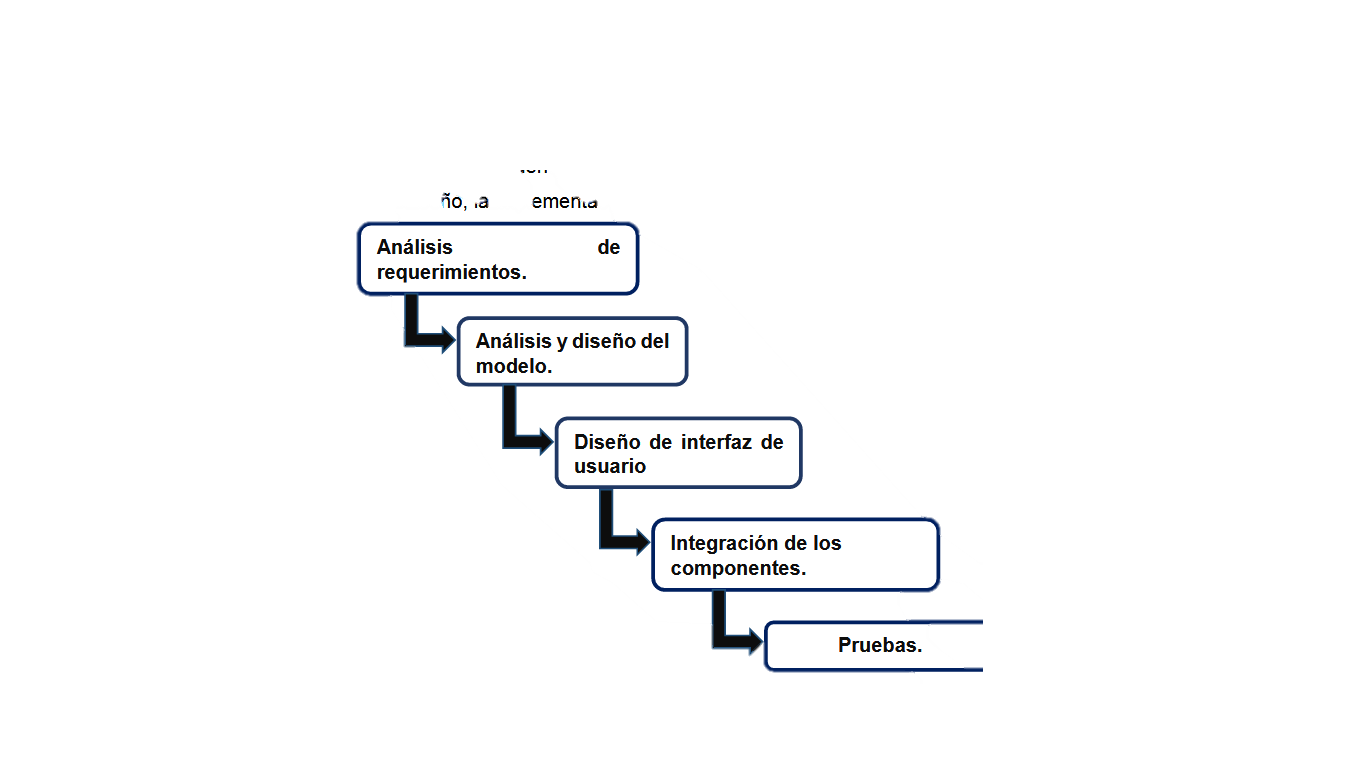 Análisis de
requerimientos.
Análisis y diseño del
modelo.
Diseño de interfaz de
usuario
Integración de los
componentes.
Pruebas.